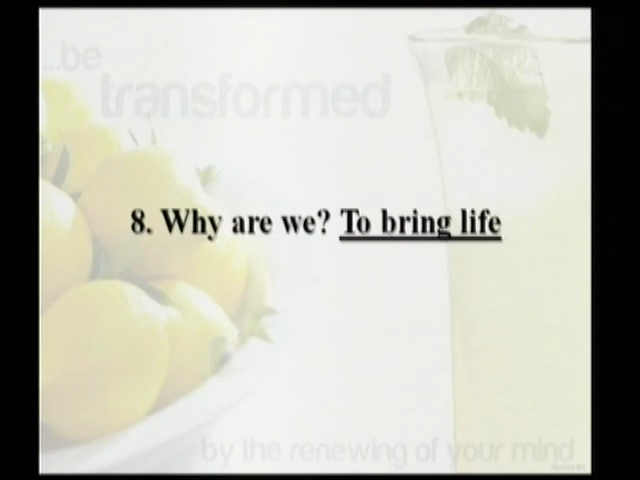 ...be
transformed
8. Why are we? To bring life
by the renewing of your mind